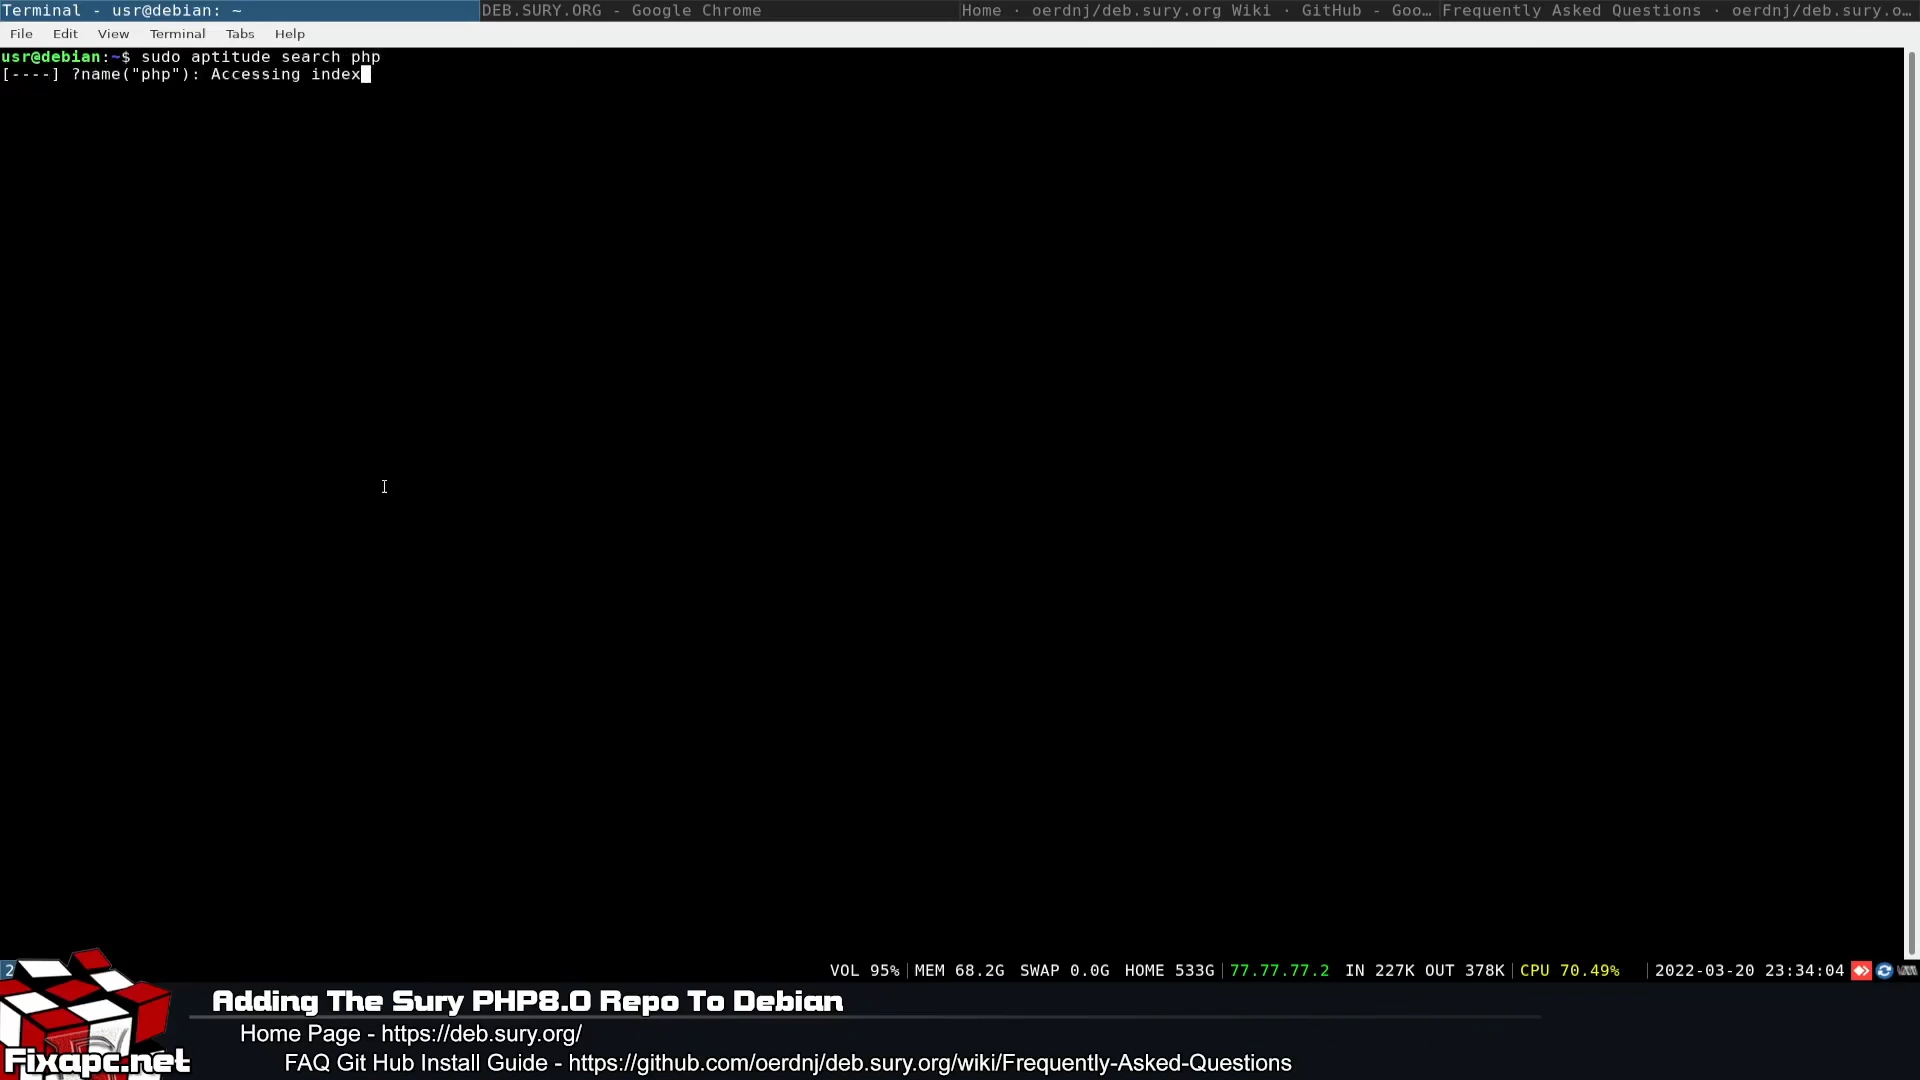 Terminal - usr@debian: ~
DEB.SURY.ORG - Google Chrome
Home · oerdnj/deb.sury.org Wiki · GitHub - Goo…
Frequently Asked Questions · oerdnj/deb.sury.o…
File Edit View Terminal Tabs Help
usr@debian:~$ sudo aptitude search php
[----] ?name("php"): Accessing index
2
VOL 95% MEM 68.2G SWAP 0.0G HOME 533G 77.77.77.2 IN 227K OUT 378K CPU 70.49% 2022-03-20 23:34:04
Adding The Sury PHP8.0 Repo To Debian
Home Page - https://deb.sury.org/
FAQ Git Hub Install Guide - https://github.com/oerdnj/deb.sury.org/wiki/Frequently-Asked-Questions
Fixapc.net